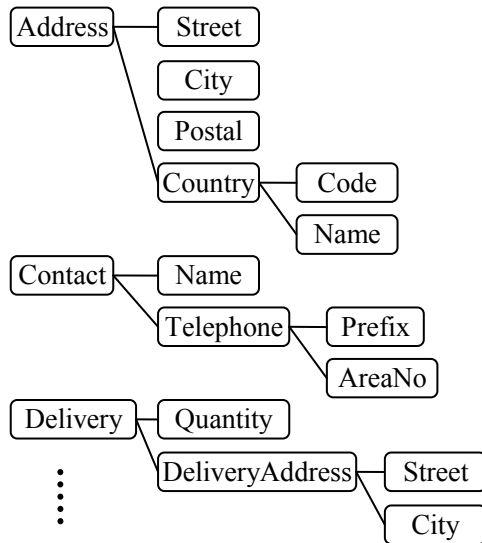 Address Street
City
Postal
Country Code
Name
Contact Name
Telephone Prefix
AreaNo
Delivery Quantity
DeliveryAddress Street
City